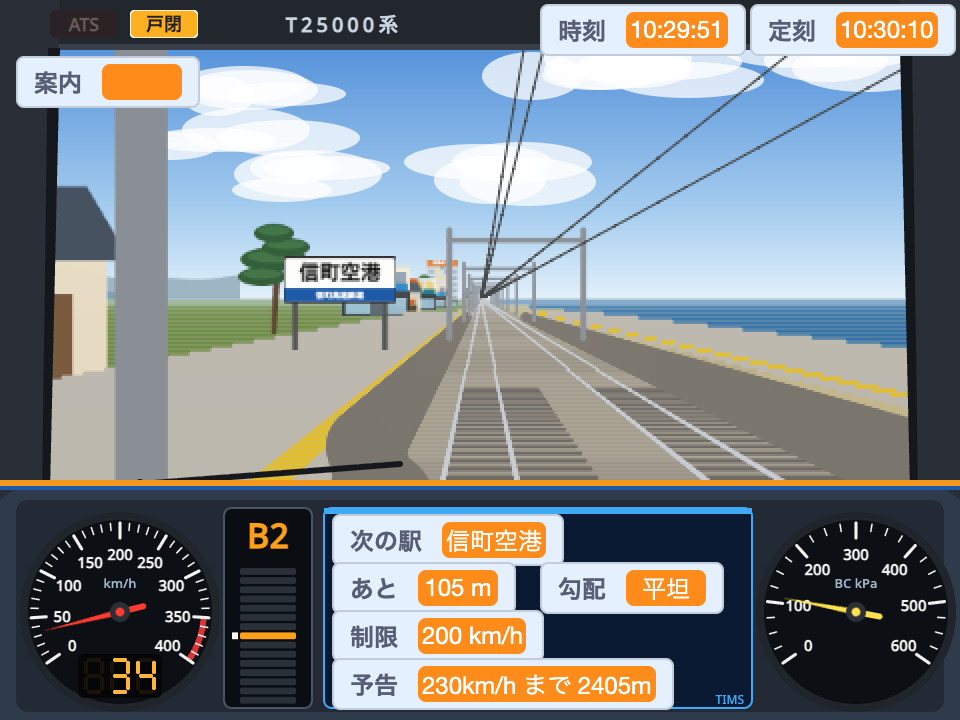 ATS
戸閉
T25000系
時刻 10:29:51
定刻 10:30:10
案内
信町空港
B2
次の駅 信町空港
あと 105 m
勾配 平坦
制限 200 km/h
予告 230km/h まで 2405m
TIMS
0 50 100 150 200 250 300 350 400
km/h
34
0 100 200 300 400 500 600
BC kPa